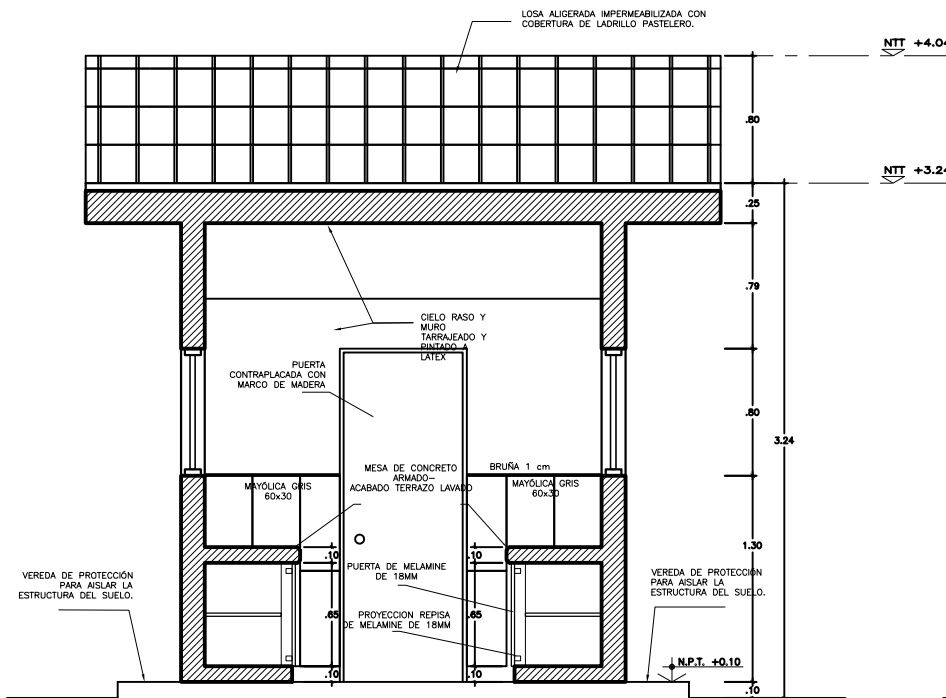 LOSA ALIGERADA IMPERMEABILIZADA CON
COBERTURA DE LADRILLO PASTELERO.
NTT +4.04
.80
NTT +3.24
.25
.79
CIELO RASO Y
MURO
TARRAJEADO Y
PINTADO A
LATEX
PUERTA
CONTRAPLACADA CON
MARCO DE MADERA
.80
3.24
MESA DE CONCRETO
ARMADO-
ACABADO TERRAZO LAVADO
BRUÑA 1 cm
MAYÓLICA GRIS
60x30
MAYÓLICA GRIS
60x30
1.30
.10
.10
PUERTA DE MELAMINE
DE 18MM
VEREDA DE PROTECCIÓN
PARA AISLAR LA
ESTRUCTURA DEL SUELO.
VEREDA DE PROTECCIÓN
PARA AISLAR LA
ESTRUCTURA DEL SUELO.
.65
.65
PROYECCION REPISA
DE MELAMINE DE 18MM
N.P.T. +0.10
.10
.10
.10